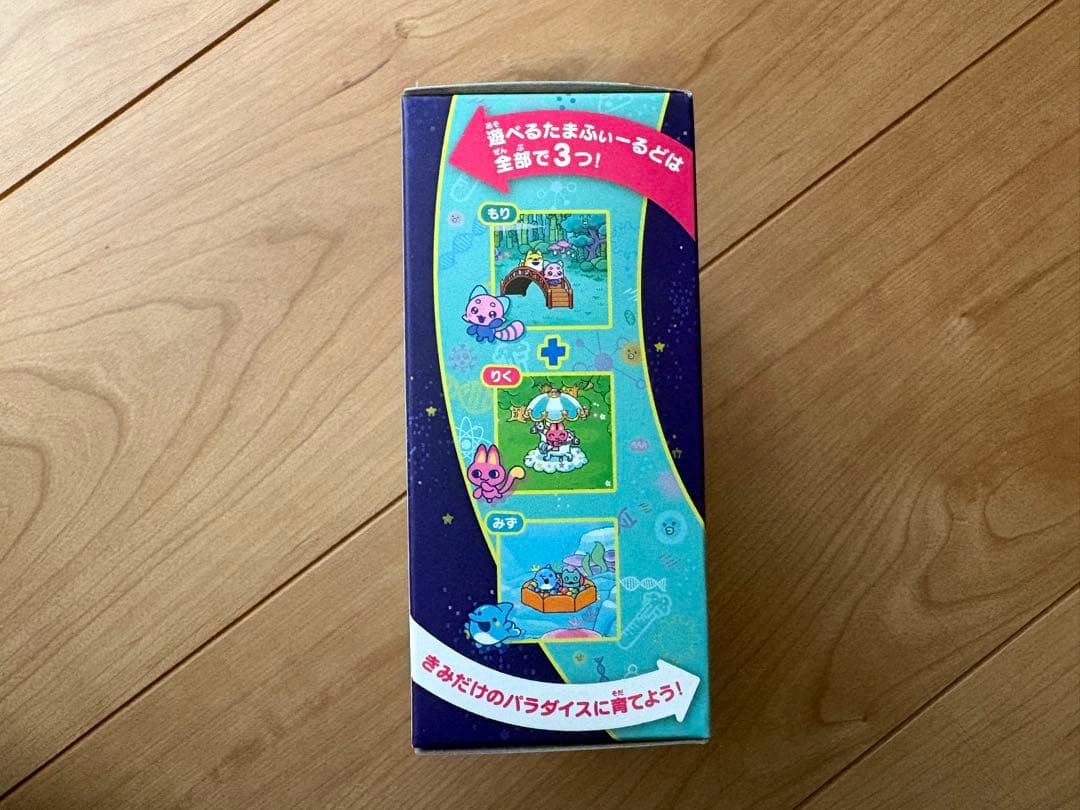 遊べるたまふぃーるどは
全部で3つ!
もり
りく
みず
きみだけのパラダイスに育てよう!